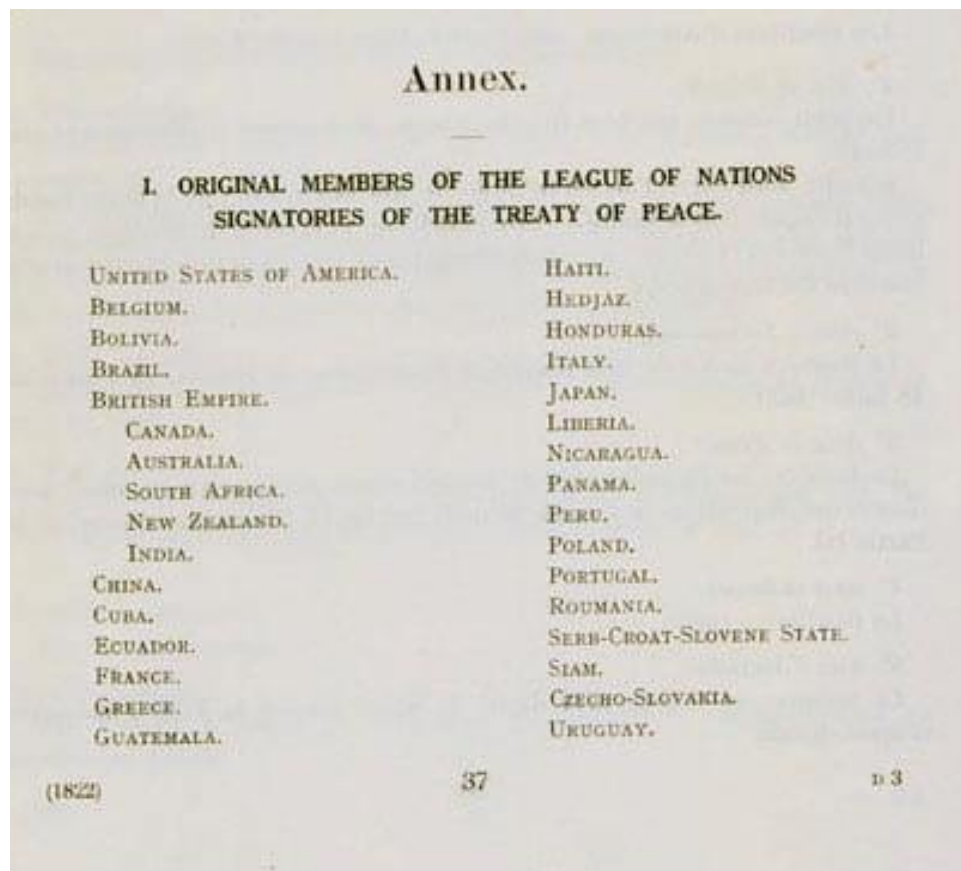 Annex.
I. ORIGINAL MEMBERS OF THE LEAGUE OF NATIONS
SIGNATORIES OF THE TREATY OF PEACE.
UNITED STATES OF AMERICA.
BELGIUM.
BOLIVIA.
BRAZIL.
BRITISH EMPIRE.
CANADA.
AUSTRALIA.
SOUTH AFRICA.
NEW ZEALAND.
INDIA.
CHINA.
CUBA.
ECUADOR.
FRANCE.
GREECE.
GUATEMALA.
HAITI.
HEDJAZ.
HONDURAS.
ITALY.
JAPAN.
LIBERIA.
NICARAGUA.
PANAMA.
PERU.
POLAND.
PORTUGAL.
ROUMANIA.
SERB-CROAT-SLOVENE STATE.
SIAM.
CZECHO-SLOVAKIA.
URUGUAY.
(1822)
37
D 3